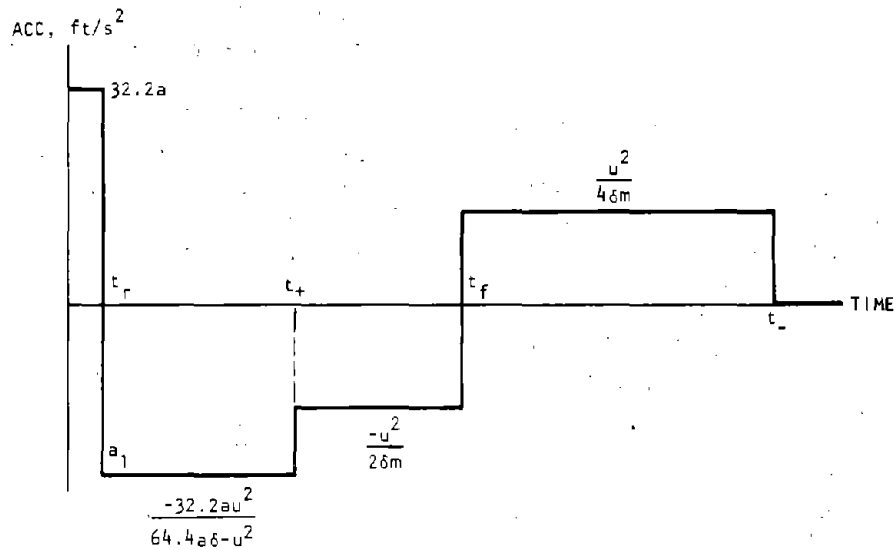 ACC, ft/s²
32.2a
u²
4δm
t_r
t_+
t_f
TIME
t_-
a₁
-u²
2δm
-32.2au²
64.4aδ-u²